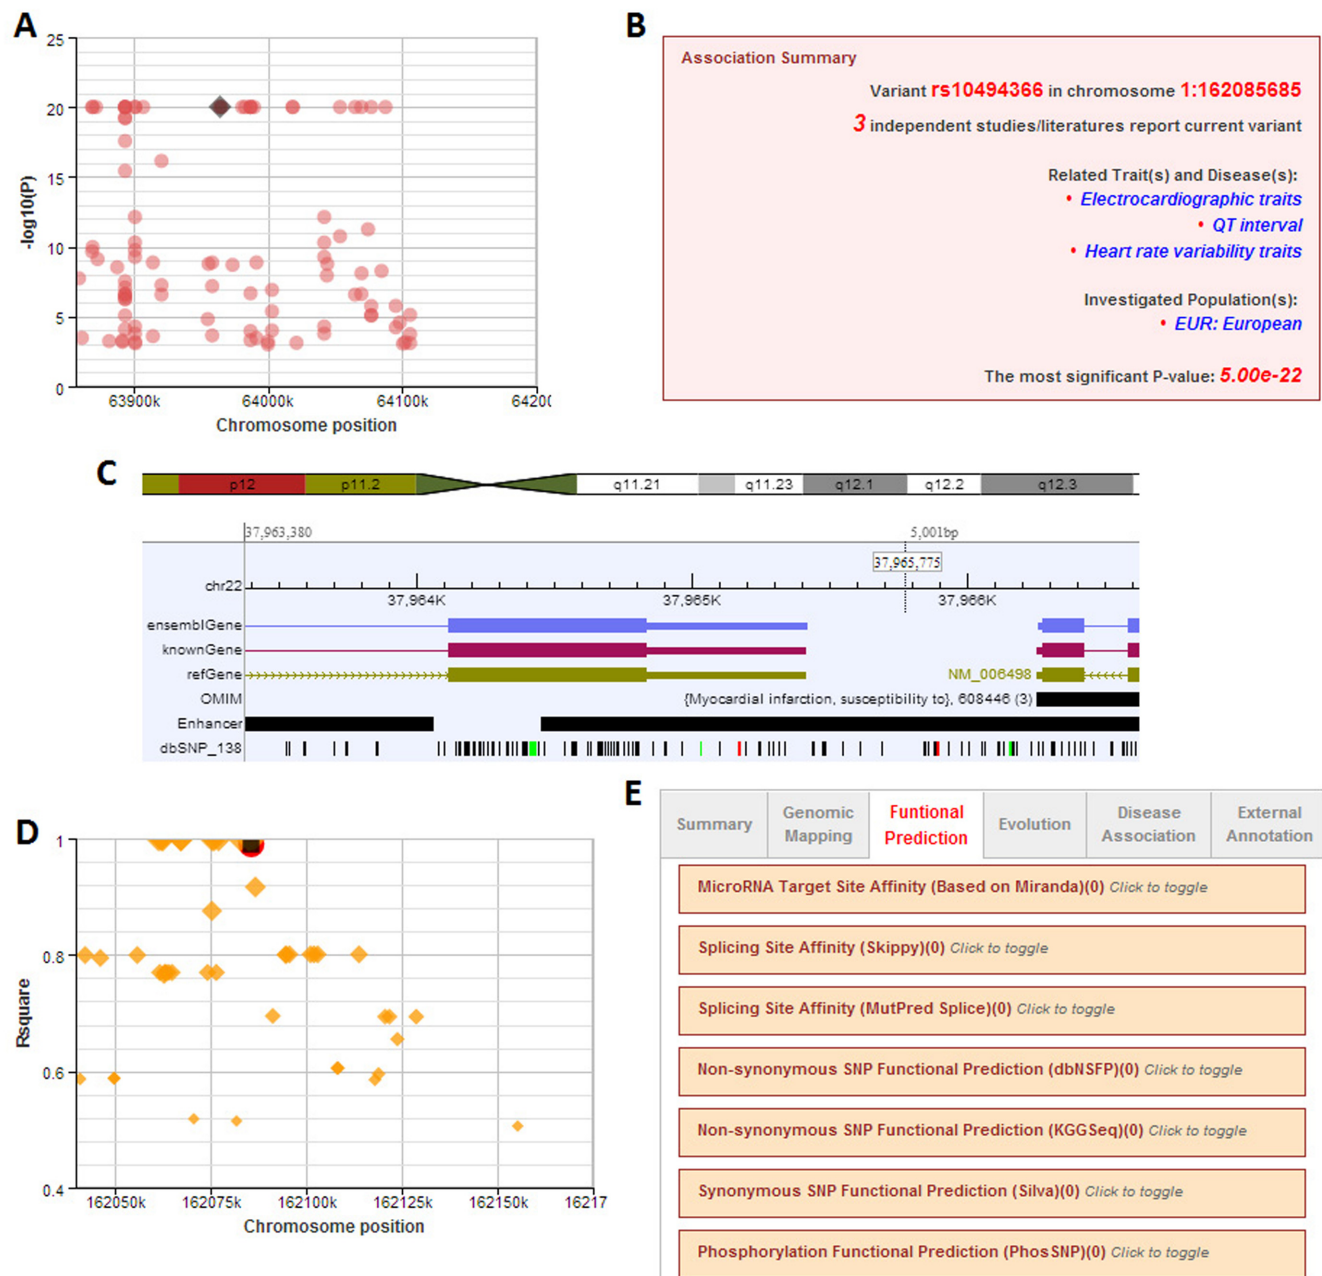 A
25
20
15
10
5
0
-log10(P)
63900k
64000k
64100k
6420
Chromosome position
B
Association Summary
Variant rs10494366 in chromosome 1:162085685
3 independent studies/literatures report current variant
Related Trait(s) and Disease(s):
• Electrocardiographic traits
• QT interval
• Heart rate variability traits
Investigated Population(s):
• EUR: European
The most significant P-value: 5.00e-22
C
p12
p11.2
q11.21
q11.23
q12.1
q12.2
q12.3
37,963,380
5,001bp
37,965,775
chr22
37,964K
37,965K
37,966K
ensemblGene
knownGene
refGene
NM_006498
OMIM
{Myocardial infarction, susceptibility to}, 608446 (3)
Enhancer
dbSNP_138
D
1
0.8
0.6
0.4
Rsquare
162050k
162075k
162100k
162125k
162150k
16217
Chromosome position
E
Summary
Genomic
Mapping
Funtional
Prediction
Evolution
Disease
Association
External
Annotation
MicroRNA Target Site Affinity (Based on Miranda)(0) Click to toggle
Splicing Site Affinity (Skippy)(0) Click to toggle
Splicing Site Affinity (MutPred Splice)(0) Click to toggle
Non-synonymous SNP Functional Prediction (dbNSFP)(0) Click to toggle
Non-synonymous SNP Functional Prediction (KGGSeq)(0) Click to toggle
Synonymous SNP Functional Prediction (Silva)(0) Click to toggle
Phosphorylation Functional Prediction (PhosSNP)(0) Click to toggle